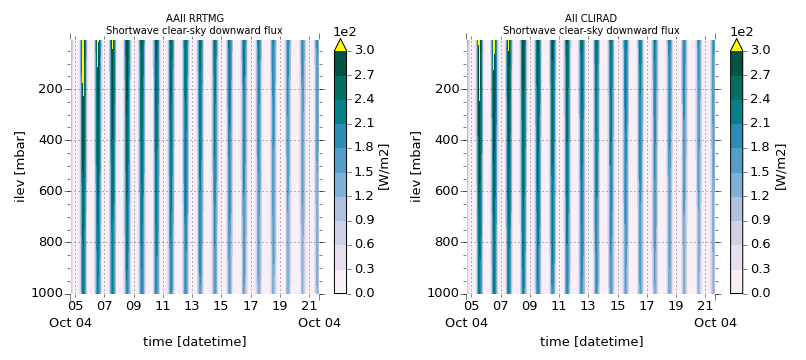 AAII RRTMG
Shortwave clear-sky downward flux
1e2
3.0
2.7
2.4
2.1
1.8
1.5
1.2
0.9
0.6
0.3
0.0
[W/m2]
ilev [mbar]
200
400
600
800
1000
05 07 09 11 13 15 17 19 21
Oct 04 Oct 04
time [datetime]
AII CLIRAD
Shortwave clear-sky downward flux
1e2
3.0
2.7
2.4
2.1
1.8
1.5
1.2
0.9
0.6
0.3
0.0
[W/m2]
ilev [mbar]
200
400
600
800
1000
05 07 09 11 13 15 17 19 21
Oct 04 Oct 04
time [datetime]